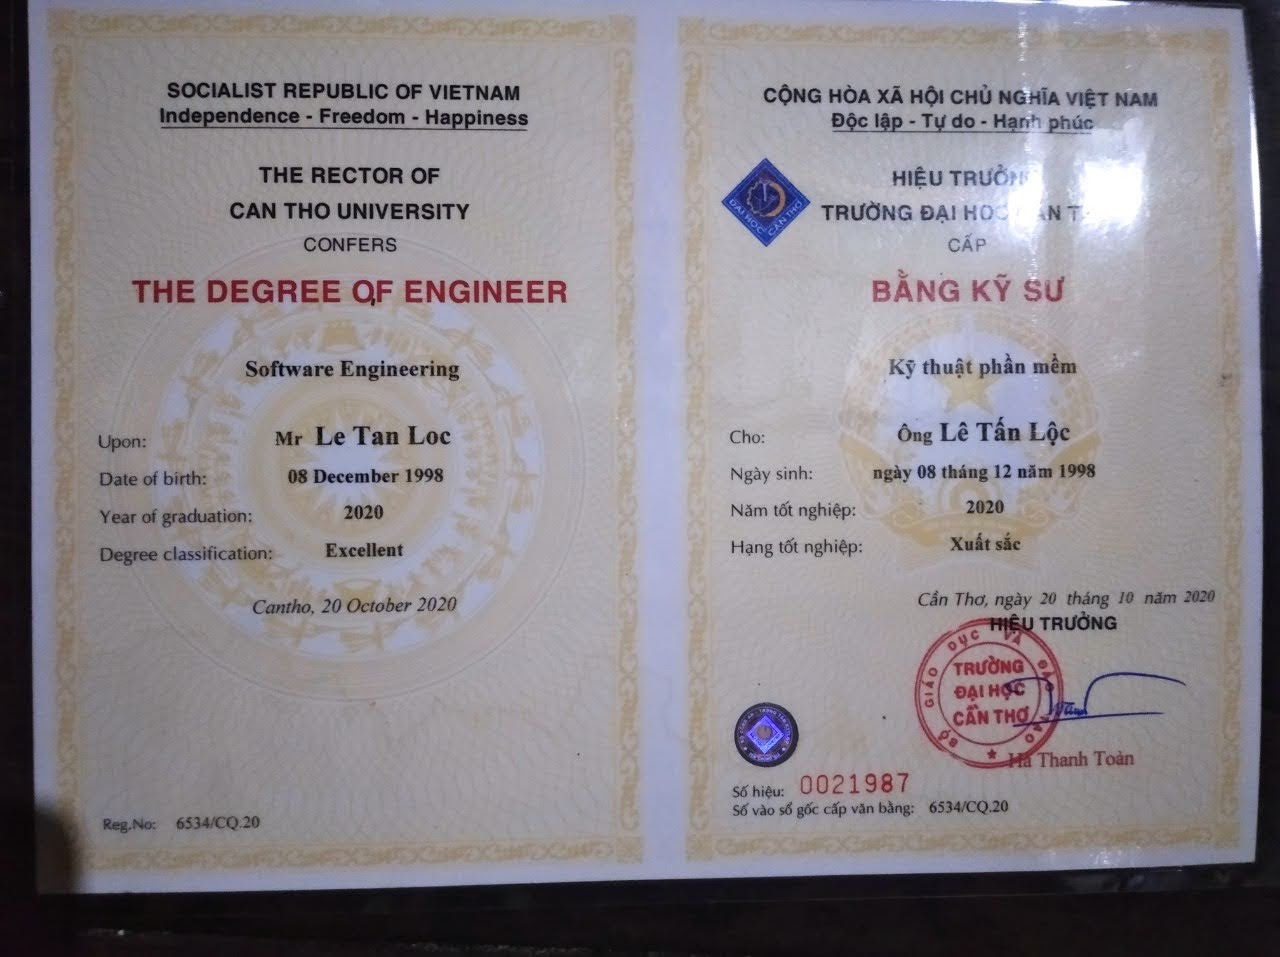 SOCIALIST REPUBLIC OF VIETNAM
Independence - Freedom - Happiness
THE RECTOR OF
CAN THO UNIVERSITY
CONFERS
THE DEGREE OF ENGINEER
Software Engineering
Upon: Mr Le Tan Loc
Date of birth: 08 December 1998
Year of graduation: 2020
Degree classification: Excellent
Cantho, 20 October 2020
Reg.No: 6534/CQ.20
CỘNG HÒA XÃ HỘI CHỦ NGHĨA VIỆT NAM
Độc lập - Tự do - Hạnh phúc
HIỆU TRƯỞN
TRƯỜNG ĐẠI HỌC ẦN T
CẤP
ĐẠI HỌC CẦN THƠ
BẰNG KỸ SƯ
Kỹ thuật phần mềm
Cho: Ông Lê Tấn Lộc
Ngày sinh: ngày 08 tháng 12 năm 1998
Năm tốt nghiệp: 2020
Hạng tốt nghiệp: Xuất sắc
Cần Thơ, ngày 20 tháng 10 năm 2020
HIỆU TRƯỞNG
BỘ GIÁO DỤC VÀ ĐÀO TẠO
TRƯỜNG
ĐẠI HỌC
CẦN THƠ
Hà Thanh Toàn
Số hiệu: 0021987
Số vào sổ gốc cấp văn bằng: 6534/CQ.20